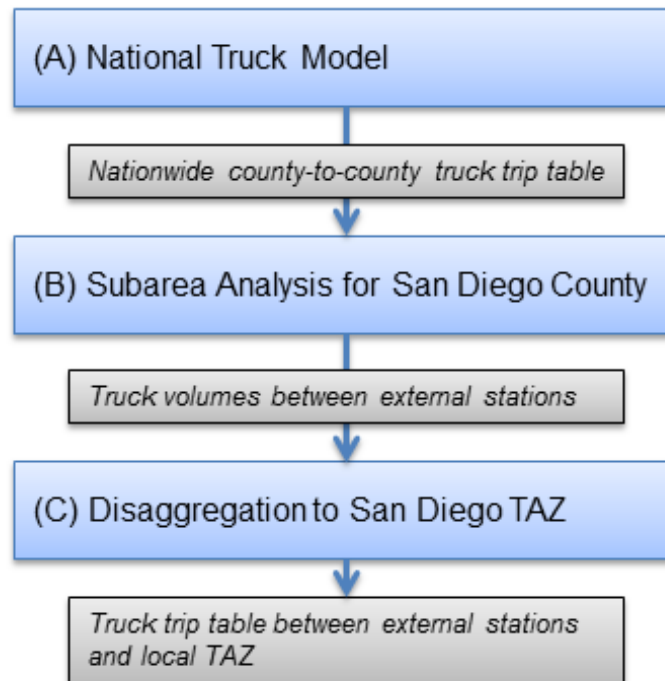 (A) National Truck Model
Nationwide county-to-county truck trip table
(B) Subarea Analysis for San Diego County
Truck volumes between external stations
(C) Disaggregation to San Diego TAZ
Truck trip table between external stations
and local TAZ